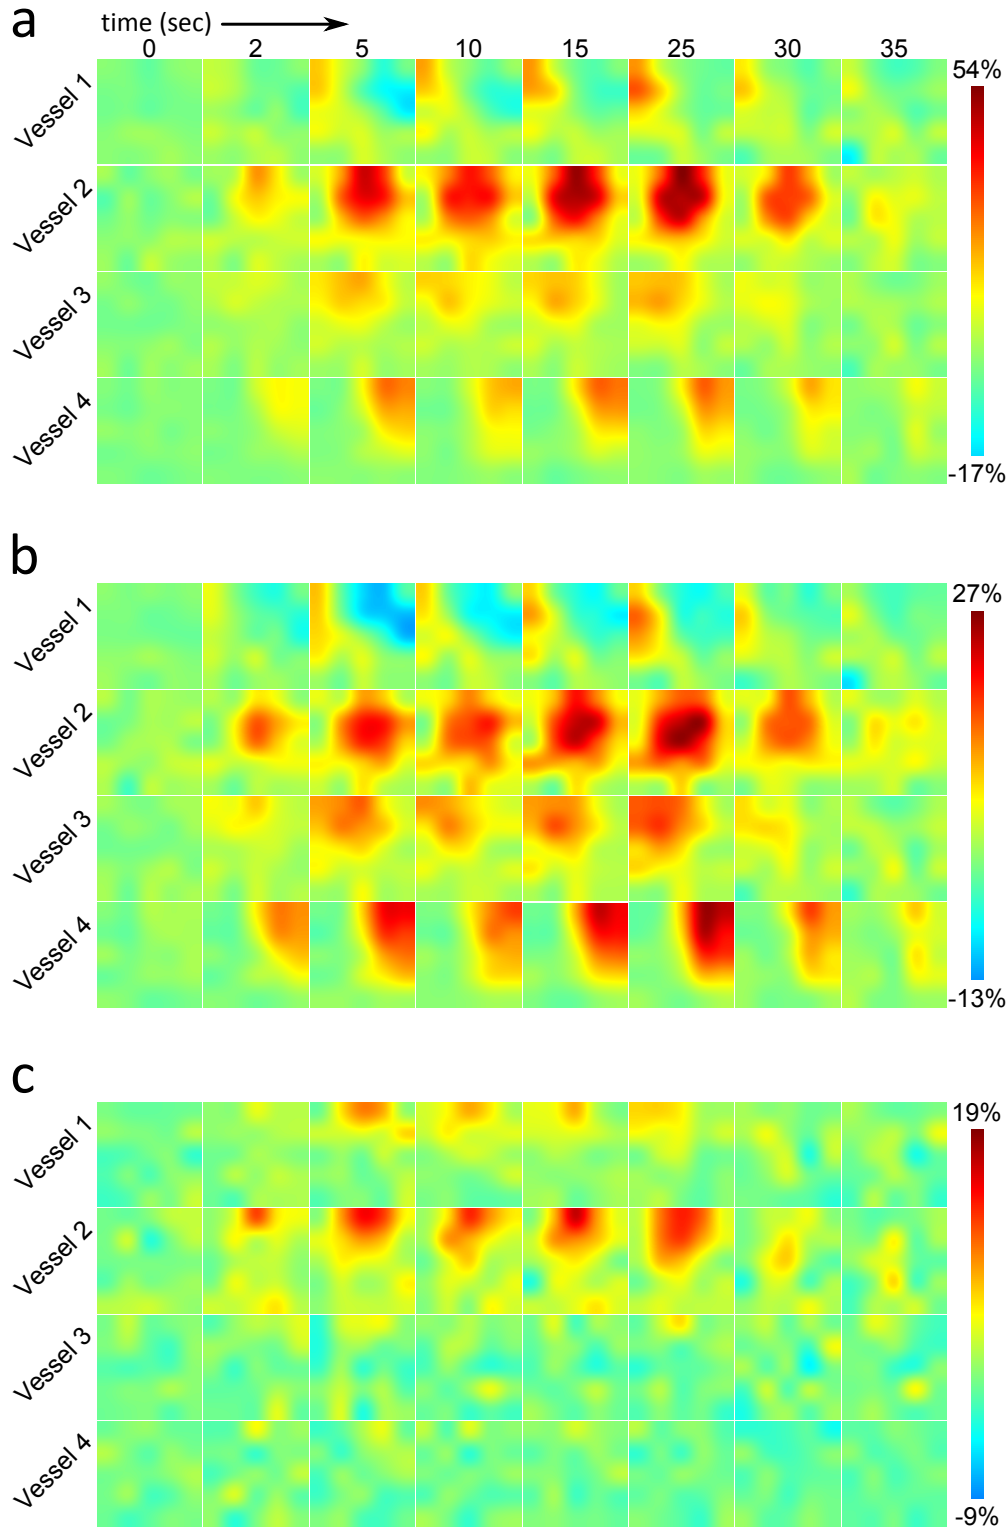 a
time (sec)
0 2 5 10 15 25 30 35
Vessel 1
Vessel 2
Vessel 3
Vessel 4
54%
-17%
b
Vessel 1
Vessel 2
Vessel 3
Vessel 4
27%
-13%
c
Vessel 1
Vessel 2
Vessel 3
Vessel 4
19%
-9%